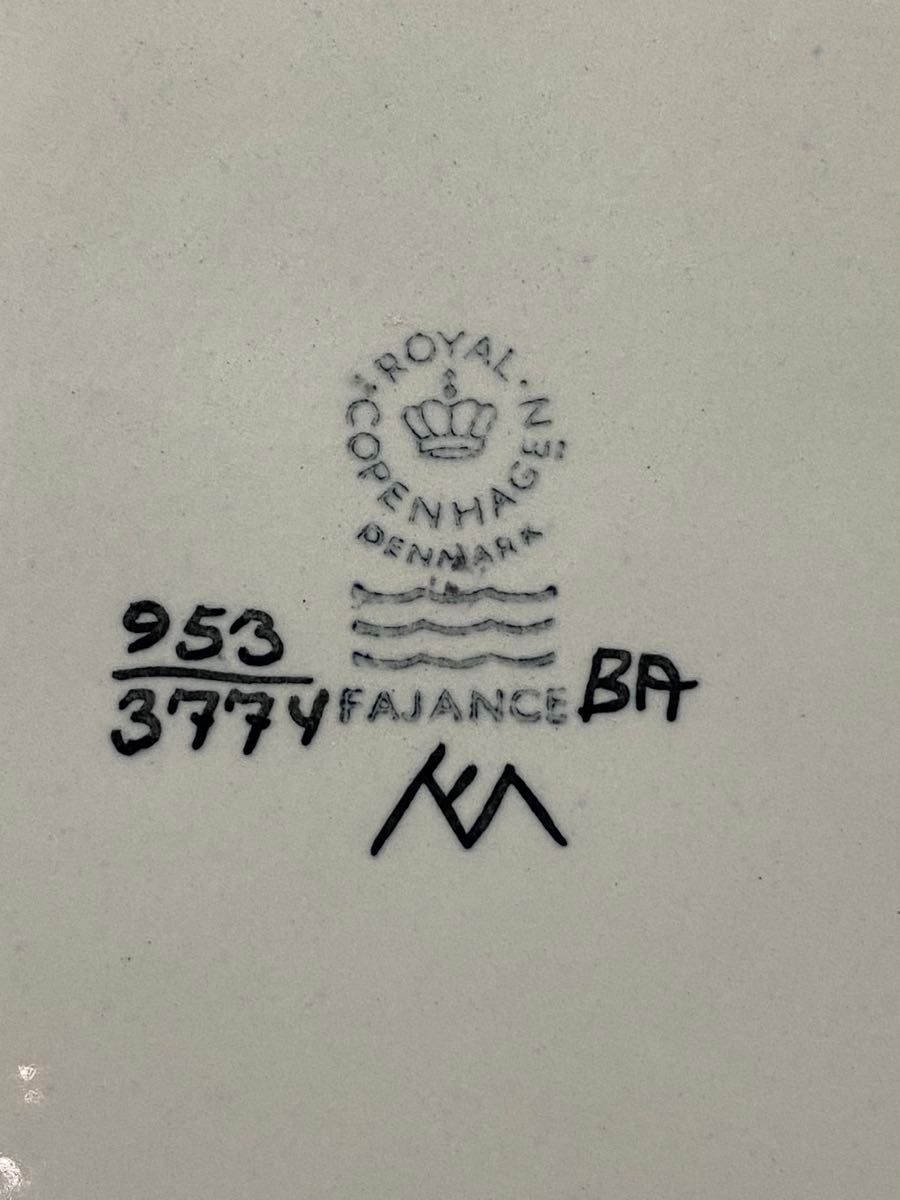 ROYAL · COPENHAGEN ·
DENMARK
953
3774
FAJANCE
BA